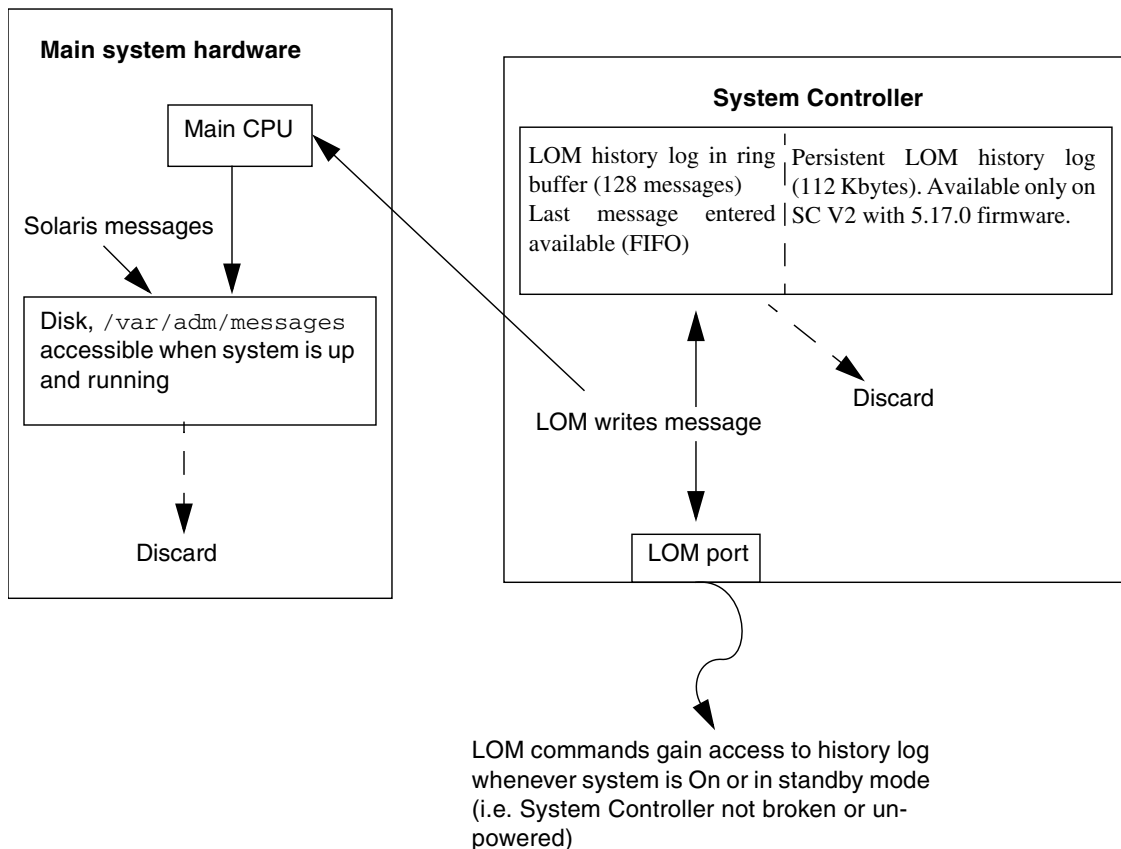 Main system hardware
Main CPU
Solaris messages
Disk, /var/adm/messages
accessible when system is up
and running
Discard
System Controller
LOM history log in ring
buffer (128 messages)
Last message entered
available (FIFO)
Persistent LOM history log
(112 Kbytes). Available only on
SC V2 with 5.17.0 firmware.
Discard
LOM writes message
LOM port
LOM commands gain access to history log
whenever system is On or in standby mode
(i.e. System Controller not broken or un-
powered)